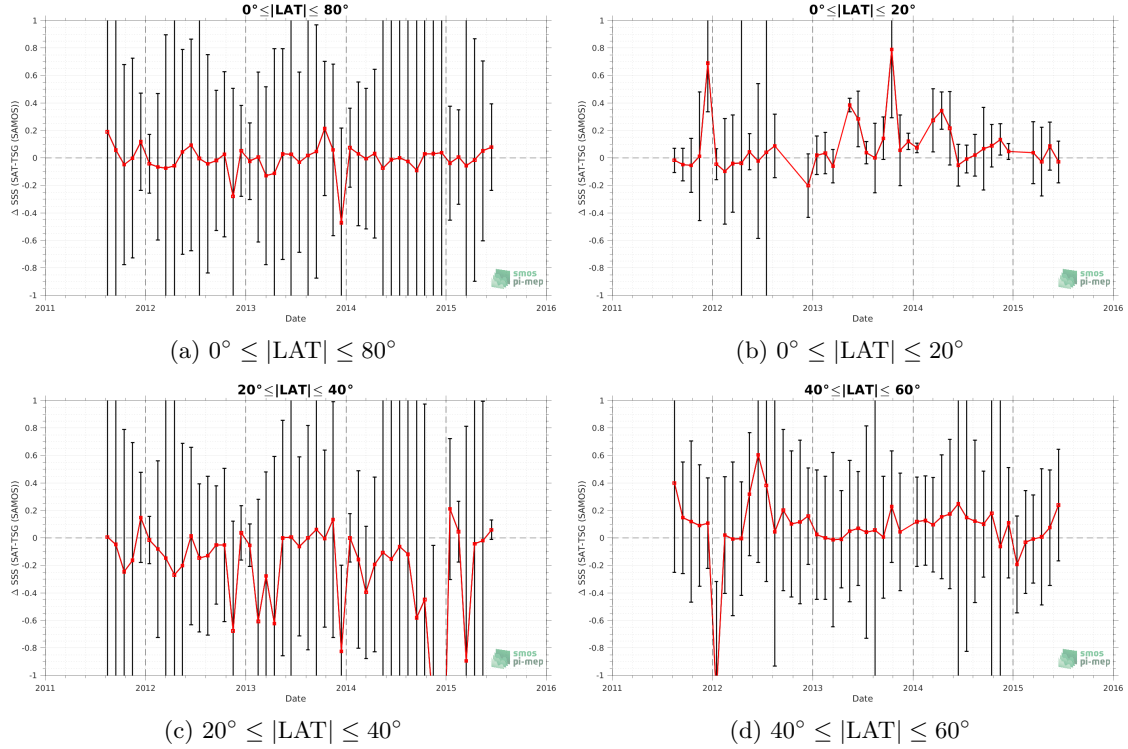 0°≤|LAT|≤ 80°
Δ SSS (SAT-TSG (SAMOS))
1
0.8
0.6
0.4
0.2
0
-0.2
-0.4
-0.6
-0.8
-1
2011 2012 2013 2014 2015 2016
Date
smos
pi-mep
(a) 0° ≤ |LAT| ≤ 80°
0°≤|LAT|≤ 20°
Δ SSS (SAT-TSG (SAMOS))
1
0.8
0.6
0.4
0.2
0
-0.2
-0.4
-0.6
-0.8
-1
2011 2012 2013 2014 2015 2016
Date
smos
pi-mep
(b) 0° ≤ |LAT| ≤ 20°
20°≤|LAT|≤ 40°
Δ SSS (SAT-TSG (SAMOS))
1
0.8
0.6
0.4
0.2
0
-0.2
-0.4
-0.6
-0.8
-1
2011 2012 2013 2014 2015 2016
Date
smos
pi-mep
(c) 20° ≤ |LAT| ≤ 40°
40°≤|LAT|≤ 60°
Δ SSS (SAT-TSG (SAMOS))
1
0.8
0.6
0.4
0.2
0
-0.2
-0.4
-0.6
-0.8
-1
2011 2012 2013 2014 2015 2016
Date
smos
pi-mep
(d) 40° ≤ |LAT| ≤ 60°